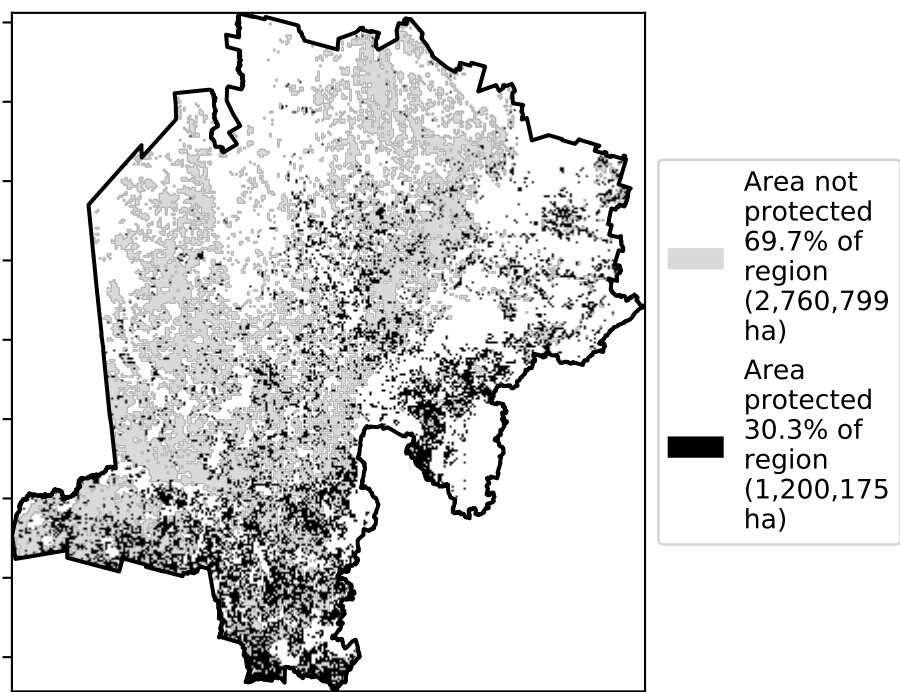 Area not
protected
69.7% of
region
(2,760,799
ha)
Area
protected
30.3% of
region
(1,200,175
ha)